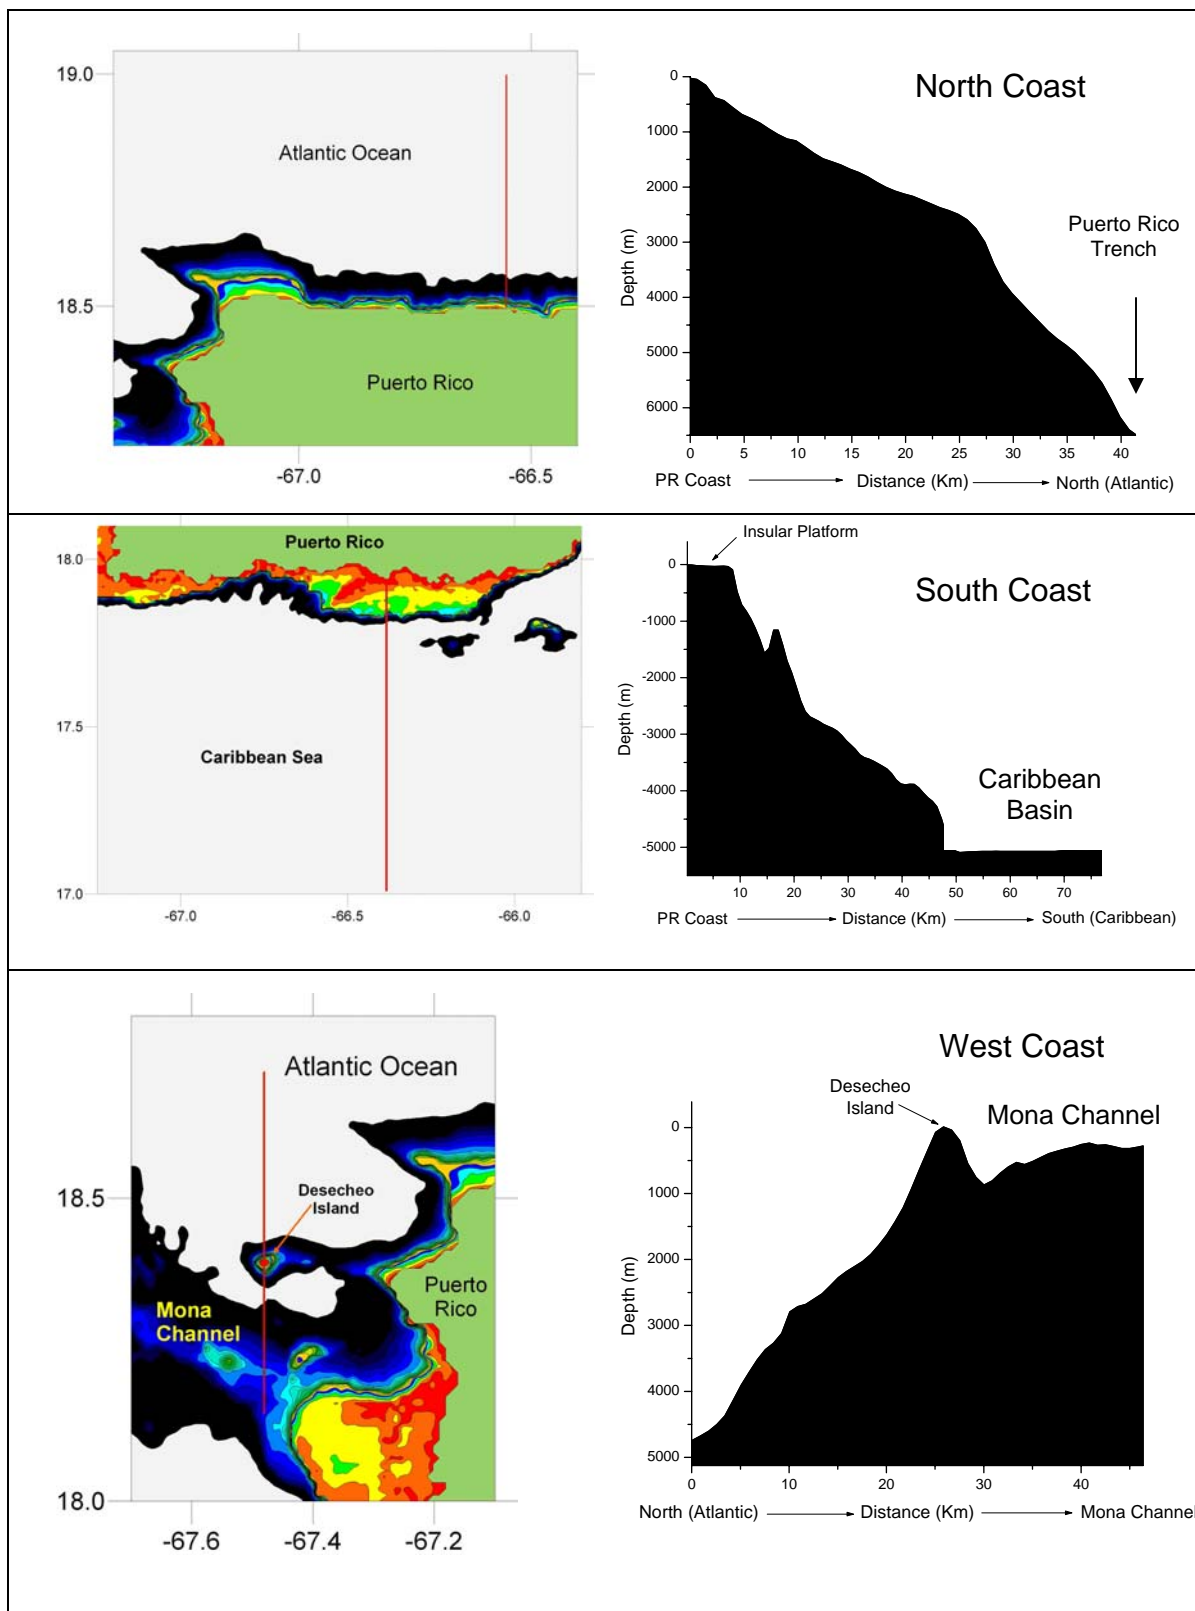 19.0
18.5
-67.0
-66.5
Atlantic Ocean
Puerto Rico
North Coast
Puerto Rico
Trench
Depth (m)
0
1000
2000
3000
4000
5000
6000
0 5 10 15 20 25 30 35 40
PR Coast Distance (Km) North (Atlantic)
18.0
17.5
17.0
-67.0
-66.5
-66.0
Puerto Rico
Caribbean Sea
Insular Platform
South Coast
Caribbean
Basin
Depth (m)
0
-1000
-2000
-3000
-4000
-5000
10 20 30 40 50 60 70
PR Coast Distance (Km) South (Caribbean)
Atlantic Ocean
18.5
18.0
-67.6 -67.4 -67.2
Desecheo
Island
Mona
Channel
Puerto
Rico
West Coast
Desecheo
Island
Mona Channel
Depth (m)
0
1000
2000
3000
4000
5000
0 10 20 30 40
North (Atlantic) Distance (Km) Mona Channel